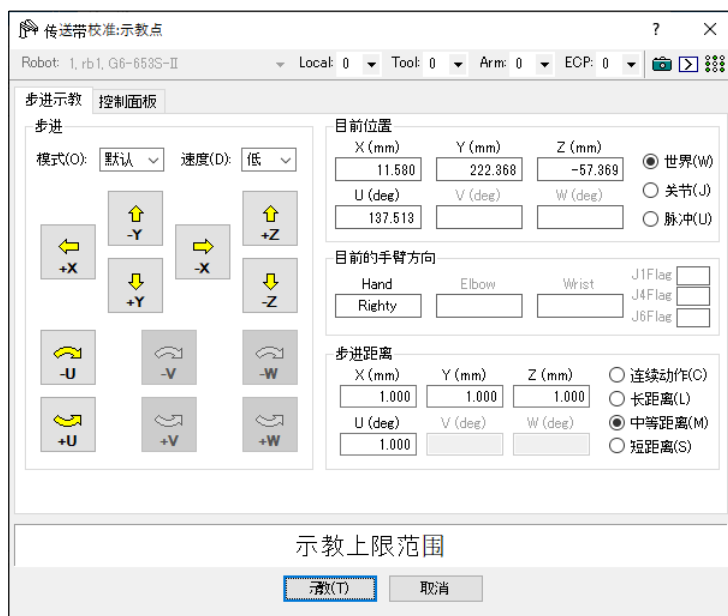 传送带校准:示教点 ?
Robot: 1, rb1, G6-653S-II Local: 0 Tool: 0 Arm: 0 ECP: 0
步进示教 控制面板
步进
模式(O): 默认 速度(D): 低
-Y +Z
+X -X
+Y -Z
-U -V -W
+U +V +W
目前位置
X (mm) Y (mm) Z (mm)
11.580 222.368 -57.369
U (deg) V (deg) W (deg)
137.513
世界(W)
关节(J)
脉冲(U)
目前的手臂方向
Hand Elbow Wrist
Righty
J1Flag
J4Flag
J6Flag
步进距离
X (mm) Y (mm) Z (mm)
1.000 1.000 1.000
U (deg) V (deg) W (deg)
1.000
连续动作(C)
长距离(L)
中等距离(M)
短距离(S)
示教上限范围
示教(T) 取消